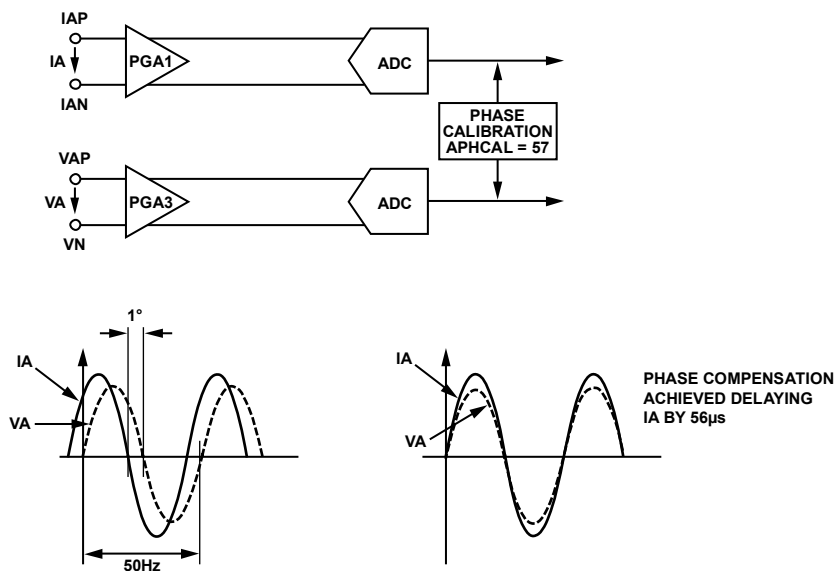 IAP
IA
PGA1
ADC
IAN
PHASE
CALIBRATION
APHCAL = 57
VAP
VA
PGA3
ADC
VN
1°
IA
VA
50Hz
IA
VA
PHASE COMPENSATION
ACHIEVED DELAYING
IA BY 56µs